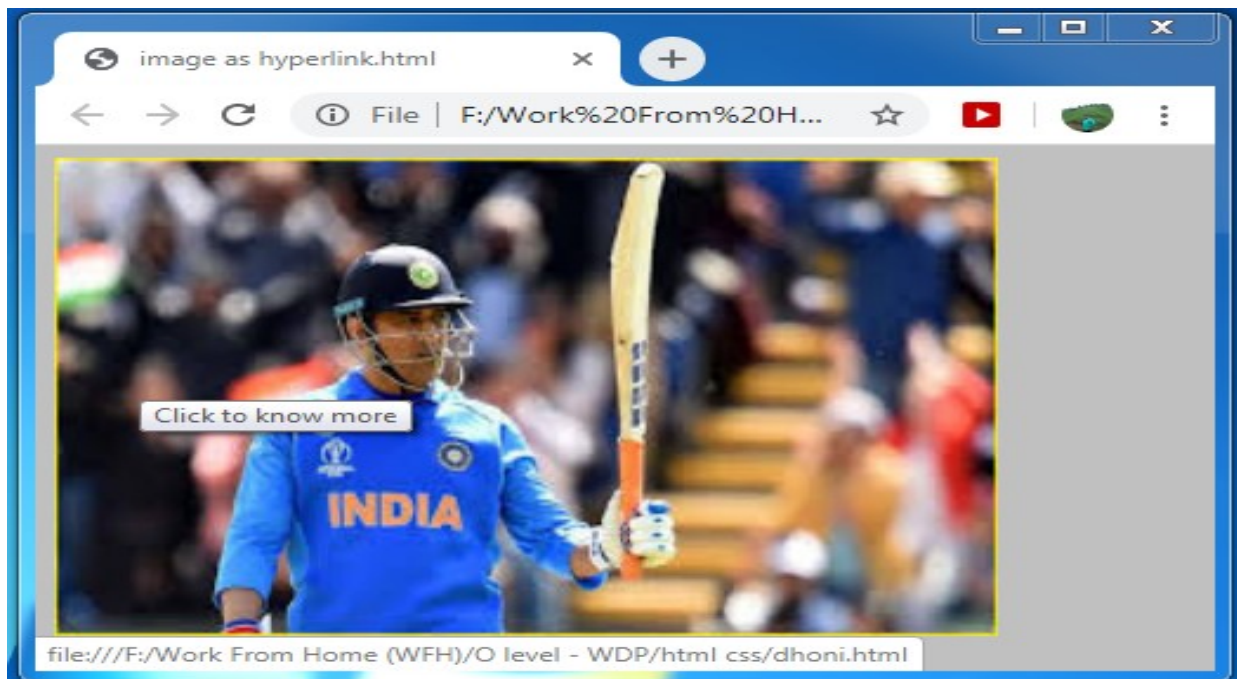 image as hyperlink.html
File | F:/Work%20From%20H...
Click to know more
INDIA
file:///F:/Work From Home (WFH)/O level - WDP/html css/dhoni.html